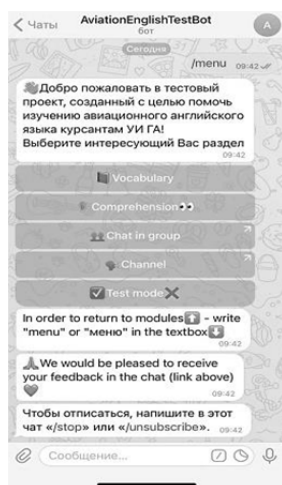 Чаты
AviationEnglishTestBot
А
бот
Сегодня
/menu 09:42
👋Добро пожаловать в тестовый
проект, созданный с целью помочь
изучению авиационного английского
языка курсантам УИ ГА!
Выберите интересующий Вас раздел
09:42
Vocabulary
Comprehension👀
Chat in group
Channel
☑️Test mode❌
In order to return to modules⬆️ - write
"menu" or "меню" in the textbox⬇️
09:42
🙏We would be pleased to receive
your feedback in the chat (link above)
❤️ 09:42
Чтобы отписаться, напишите в этот
чат «/stop» или «/unsubscribe». 09:42
Сообщение...